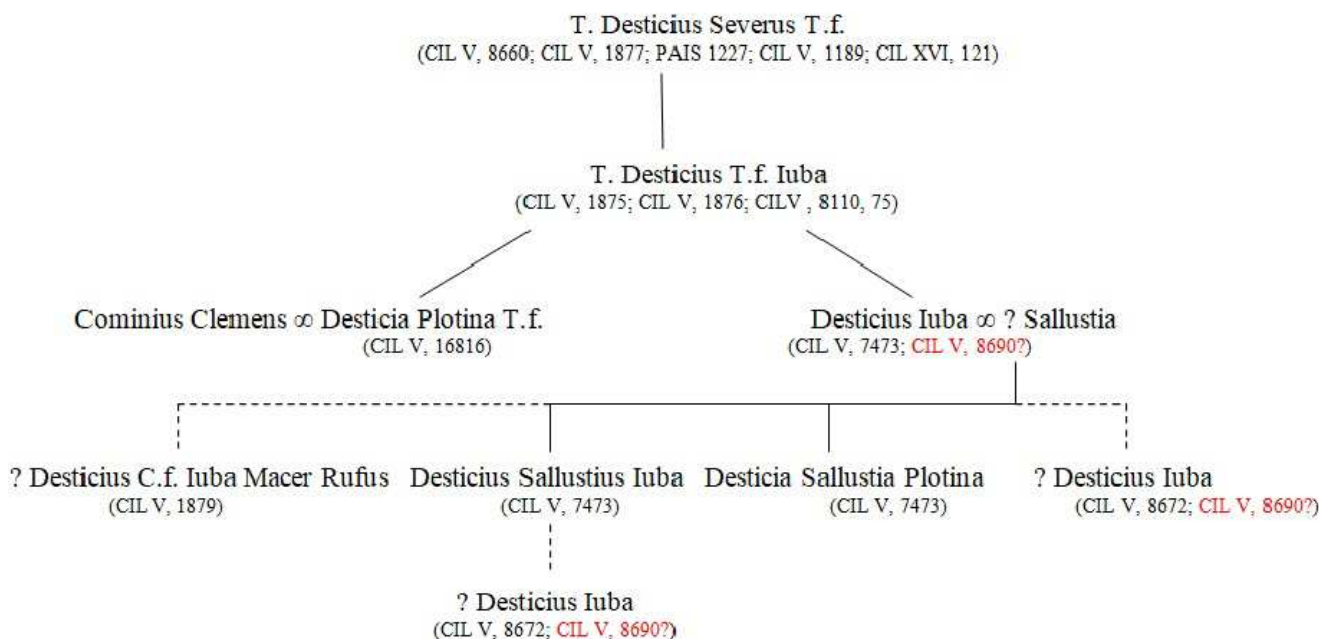 T. Desticius Severus T.f.
(CIL V, 8660; CIL V, 1877; PAIS 1227; CIL V, 1189; CIL XVI, 121)
T. Desticius T.f. Iuba
(CIL V, 1875; CIL V, 1876; CILV , 8110, 75)
Cominius Clemens ∞ Desticia Plotina T.f.
(CIL V, 16816)
Desticius Iuba ∞ ? Sallustia
(CIL V, 7473; CIL V, 8690?)
? Desticius C.f. Iuba Macer Rufus
(CIL V, 1879)
Desticius Sallustius Iuba
(CIL V, 7473)
Desticia Sallustia Plotina
(CIL V, 7473)
? Desticius Iuba
(CIL V, 8672; CIL V, 8690?)
? Desticius Iuba
(CIL V, 8672; CIL V, 8690?)